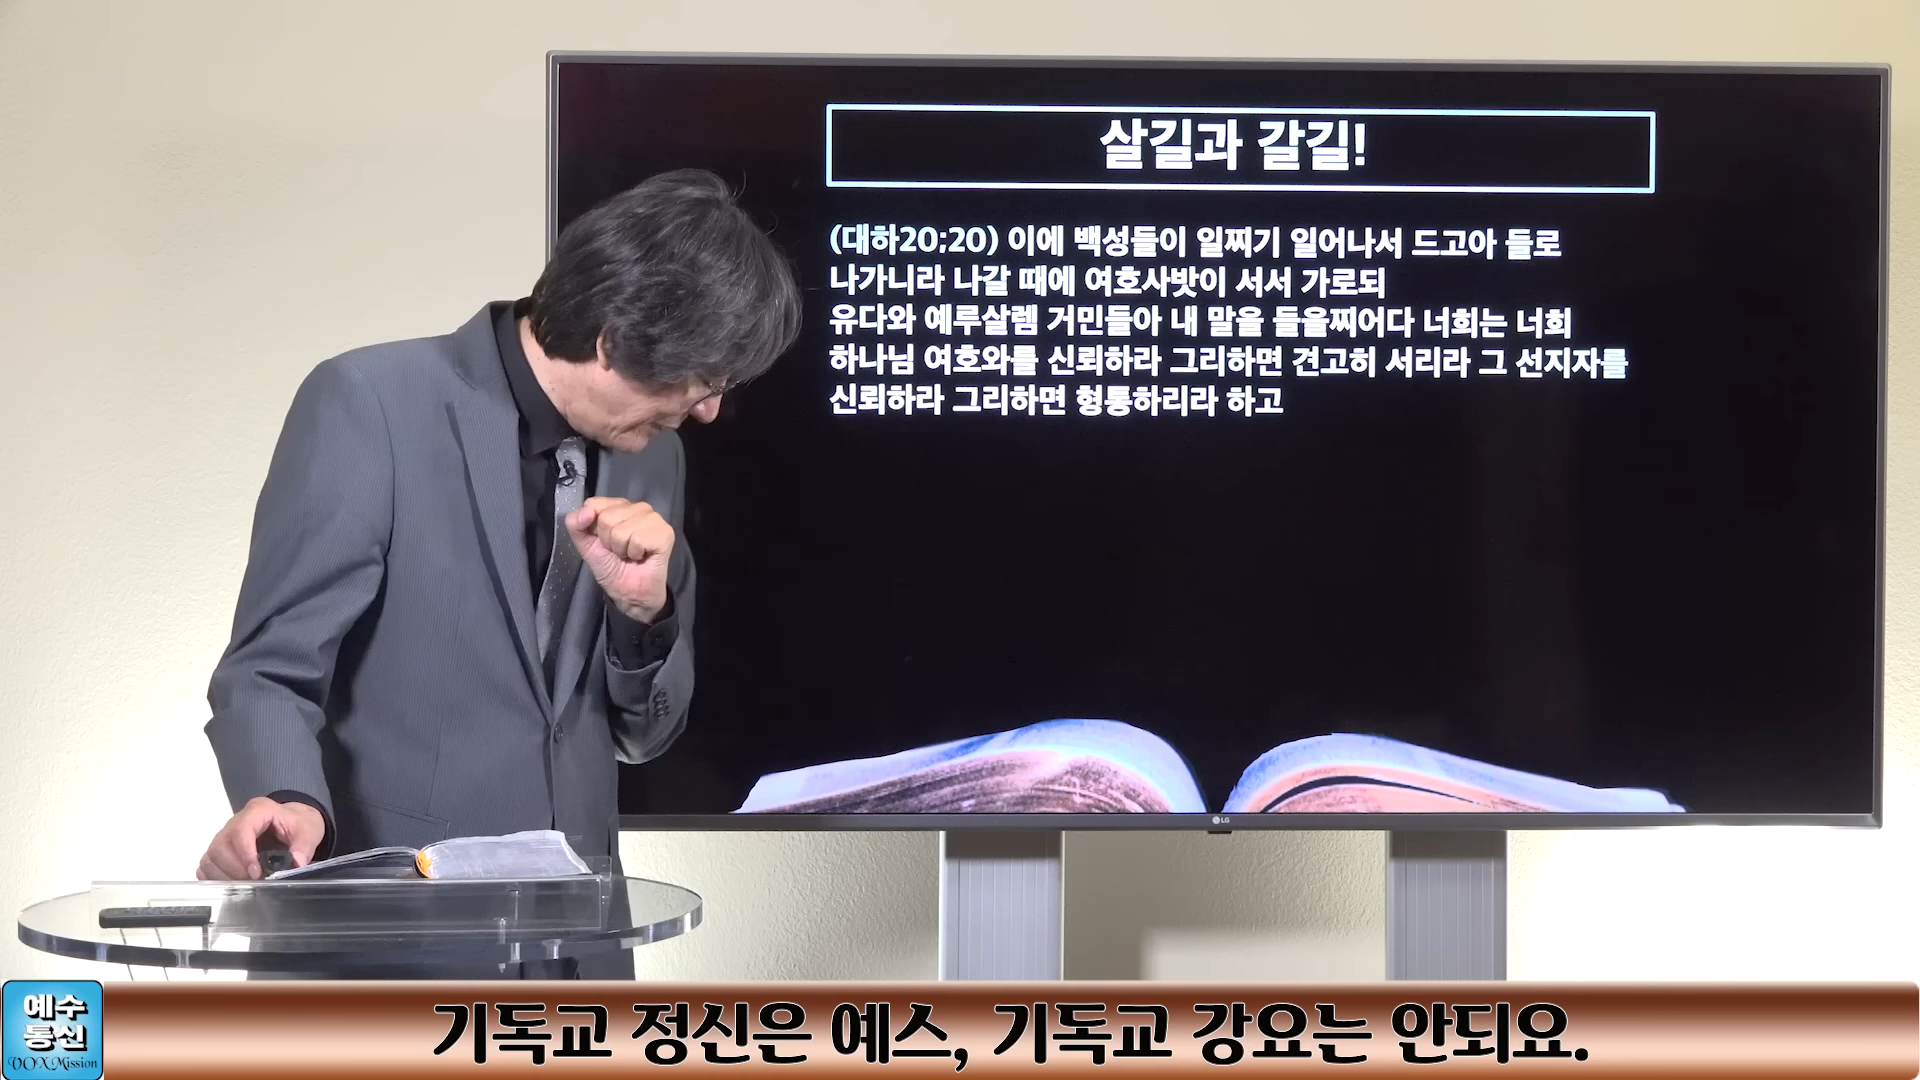 살길과 갈길!
(대하20;20) 이에 백성들이 일찌기 일어나서 드고아 들로
나가니라 나갈 때에 여호사밧이 서서 가로되
유다와 예루살렘 거민들아 내 말을 들을찌어다 너희는 너희
하나님 여호와를 신뢰하라 그리하면 견고히 서리라 그 선지자를
신뢰하라 그리하면 형통하리라 하고
LG
예수
통신
VOX Mission
기독교 정신은 예스, 기독교 강요는 안되요.